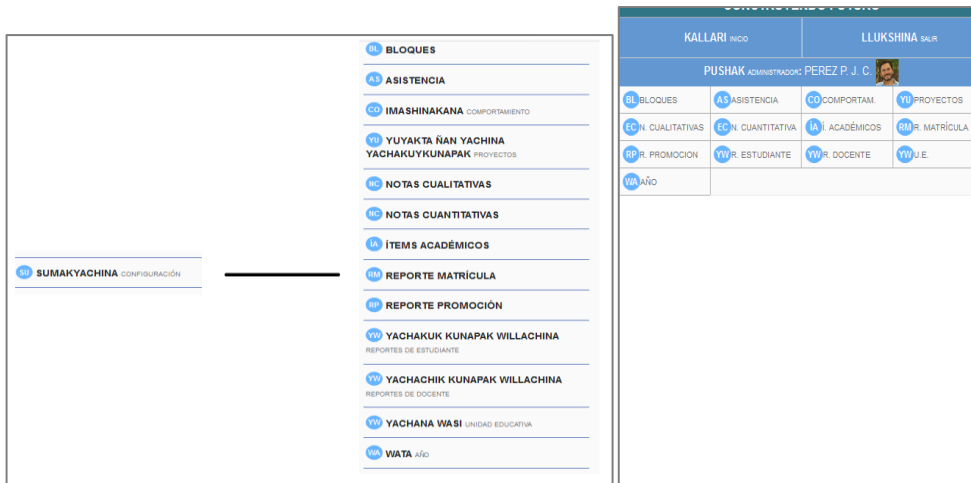 SU SUMAKYACHINA CONFIGURACIÓN
BL BLOQUES
AS ASISTENCIA
CO IMASHINAKANA COMPORTAMIENTO
YU YUYAKTA ÑAN YACHINA
YACHAKUYKUNAPAK PROYECTOS
NC NOTAS CUALITATIVAS
NC NOTAS CUANTITATIVAS
ÍA ÍTEMS ACADÉMICOS
RM REPORTE MATRÍCULA
RP REPORTE PROMOCIÓN
YW YACHAKUK KUNAPAK WILLACHINA
REPORTES DE ESTUDIANTE
YW YACHACHIK KUNAPAK WILLACHINA
REPORTES DE DOCENTE
YW YACHANA WASI UNIDAD EDUCATIVA
WA WATA AÑO
KALLARI INICIO LLUKSHINA SALIR
PUSHAK ADMINISTRADOR: PEREZ P. J. C.
BL BLOQUES AS ASISTENCIA CO COMPORTAM. YU PROYECTOS
EC N. CUALITATIVAS EC N. CUANTITATIVA ÍA Í. ACADÉMICOS RM R. MATRÍCULA
RP R. PROMOCION YW R. ESTUDIANTE YW R. DOCENTE YW U.E.
WA AÑO